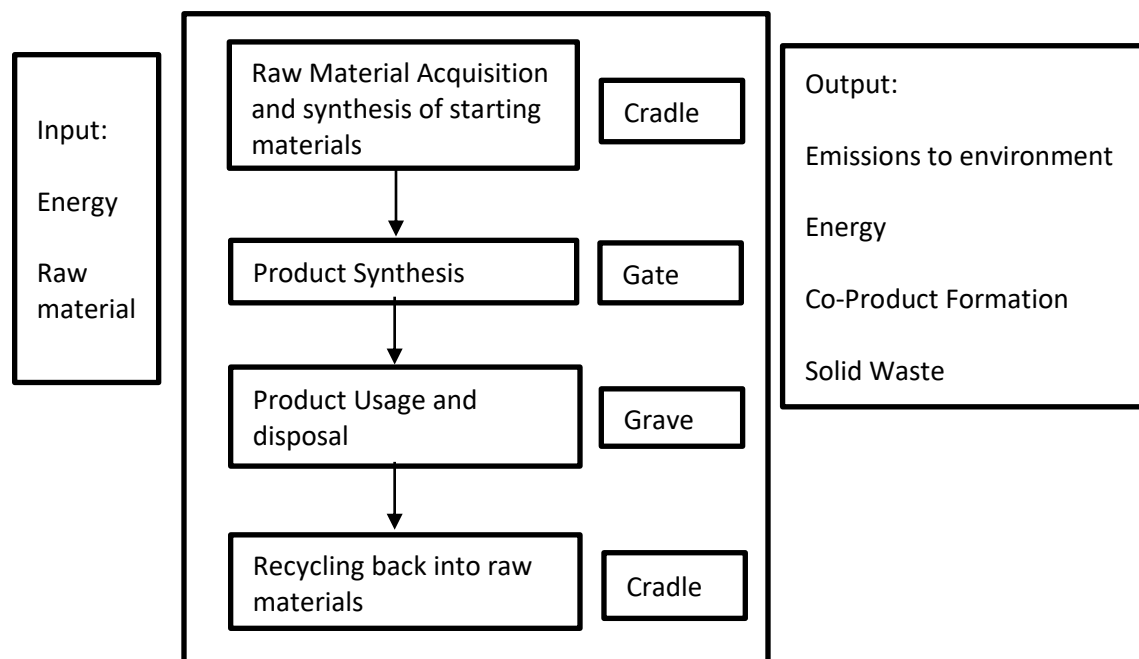 Input:
Energy
Raw
material
Raw Material Acquisition
and synthesis of starting
materials
Cradle
Product Synthesis
Gate
Product Usage and
disposal
Grave
Recycling back into raw
materials
Cradle
Output:
Emissions to environment
Energy
Co-Product Formation
Solid Waste